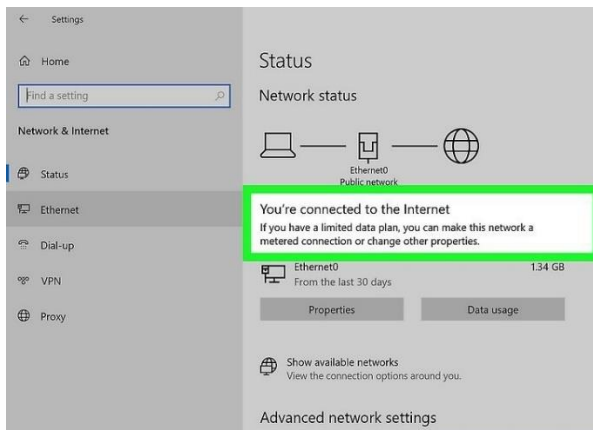 Settings
Home
Find a setting
Network & Internet
Status
Ethernet
Dial-up
VPN
Proxy
Status
Network status
Ethernet0
Public network
You're connected to the Internet
If you have a limited data plan, you can make this network a
metered connection or change other properties.
Ethernet0
1.34 GB
From the last 30 days
Properties
Data usage
Show available networks
View the connection options around you.
Advanced network settings